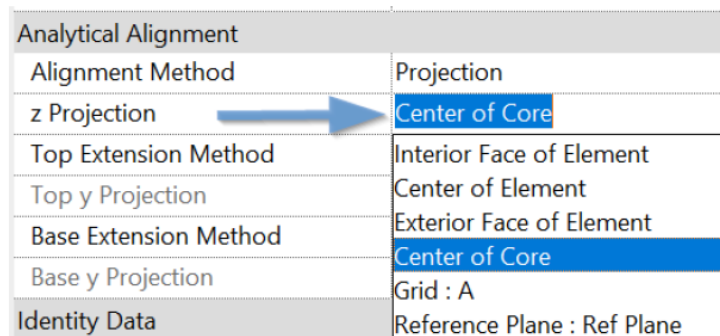 Analytical Alignment
Alignment Method Projection
z Projection Center of Core
Top Extension Method Interior Face of Element
Top y Projection Center of Element
Base Extension Method Exterior Face of Element
Center of Core
Base y Projection Grid : A
Identity Data Reference Plane : Ref Plane